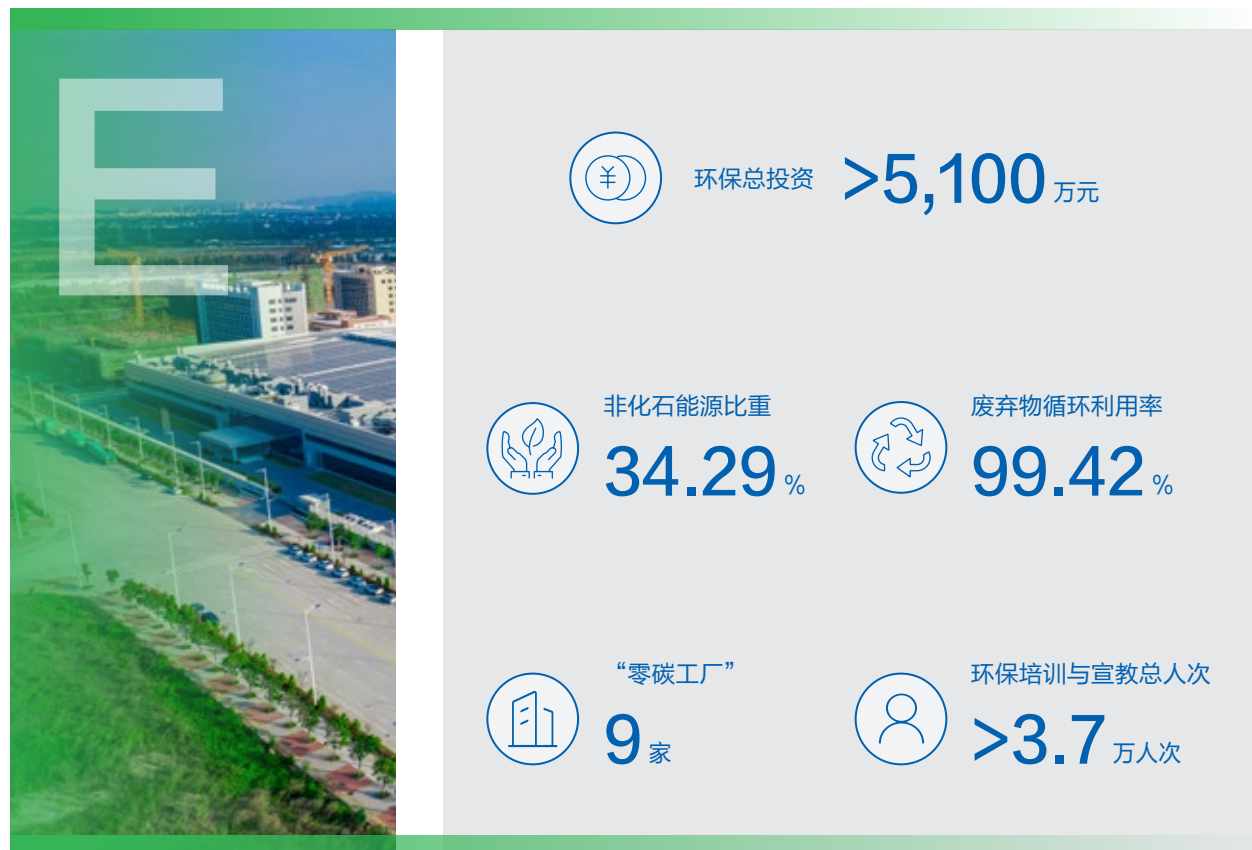 E
环保总投资 >5,100 万元
非化石能源比重
34.29 %
废弃物循环利用率
99.42 %
“零碳工厂”
9 家
环保培训与宣教总人次
>3.7 万人次